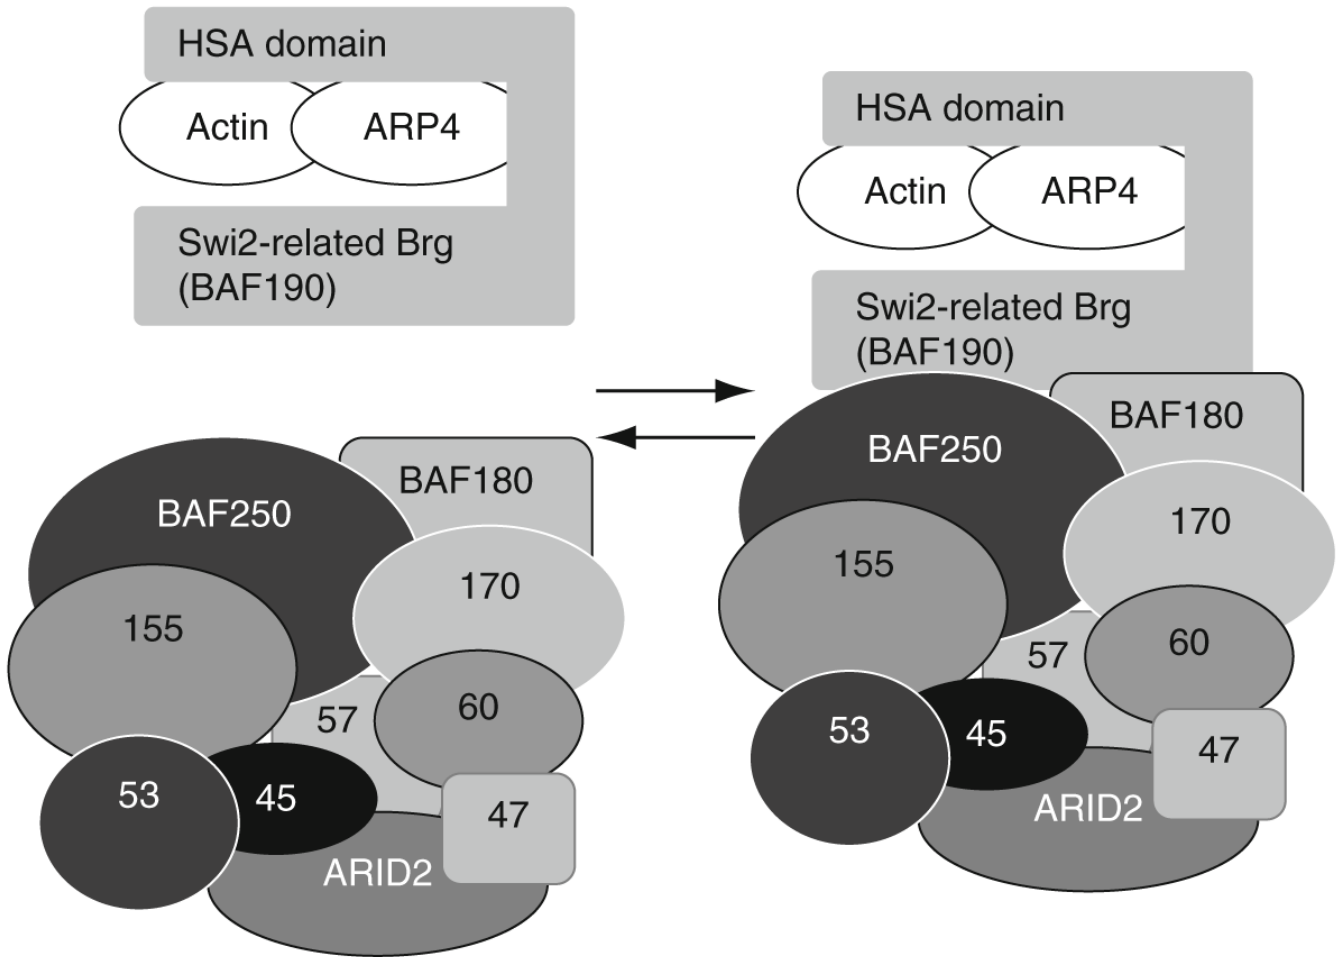 HSA domain
Actin
ARP4
Swi2-related Brg
(BAF190)
BAF180
BAF250
170
155
60
57
53
45
47
ARID2
HSA domain
Actin
ARP4
Swi2-related Brg
(BAF190)
BAF180
BAF250
170
155
60
57
53
45
47
ARID2